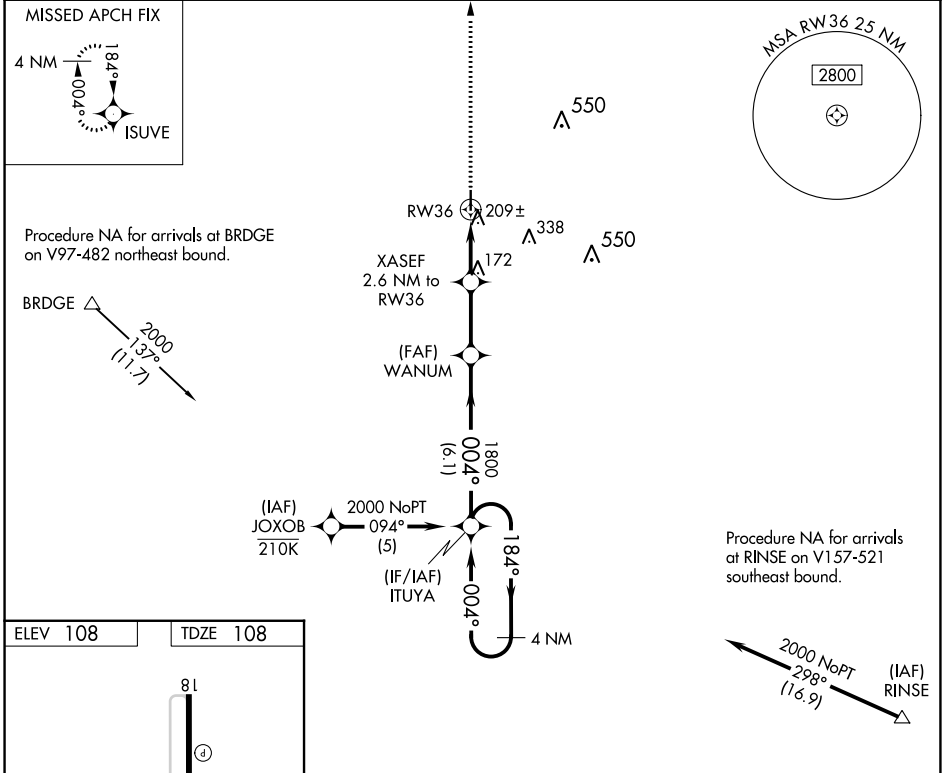 MISSED APCH FIX
4 NM
184°
004°
ISUVE
MSA RW36 25 NM
2800
550
RW36
209±
338
550
172
Procedure NA for arrivals at BRDGE
on V97-482 northeast bound.
BRDGE
2000
137°
(11.7)
XASEF
2.6 NM to
RW36
(FAF)
WANUM
1800
004°
(6.1)
(IAF)
JOXOB
210K
2000 NoPT
094°
(5)
(IF/IAF)
ITUYA
184°
004°
4 NM
Procedure NA for arrivals
at RINSE on V157-521
southeast bound.
2000 NoPT
298°
(16.9)
(IAF)
RINSE
ELEV 108
TDZE 108
18
P